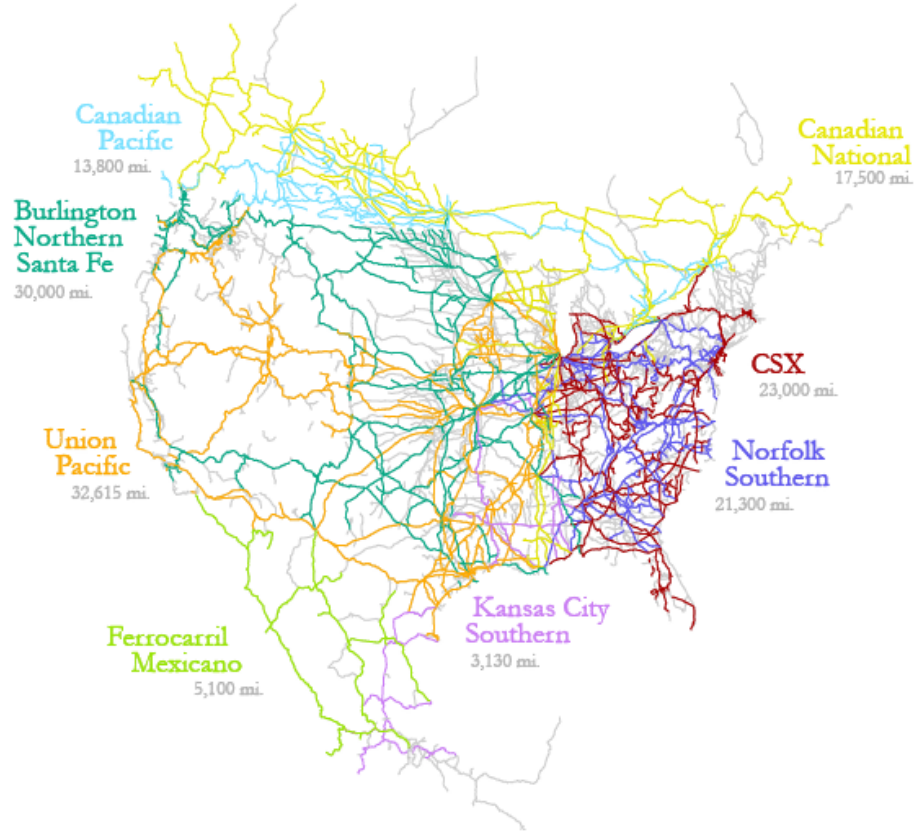 Canadian
Pacific
13,800 mi.
Canadian
National
17,500 mi.
Burlington
Northern
Santa Fe
30,000 mi.
CSX
23,000 mi.
Union
Pacific
32,615 mi.
Norfolk
Southern
21,300 mi.
Kansas City
Southern
3,130 mi.
Ferrocarril
Mexicano
5,100 mi.